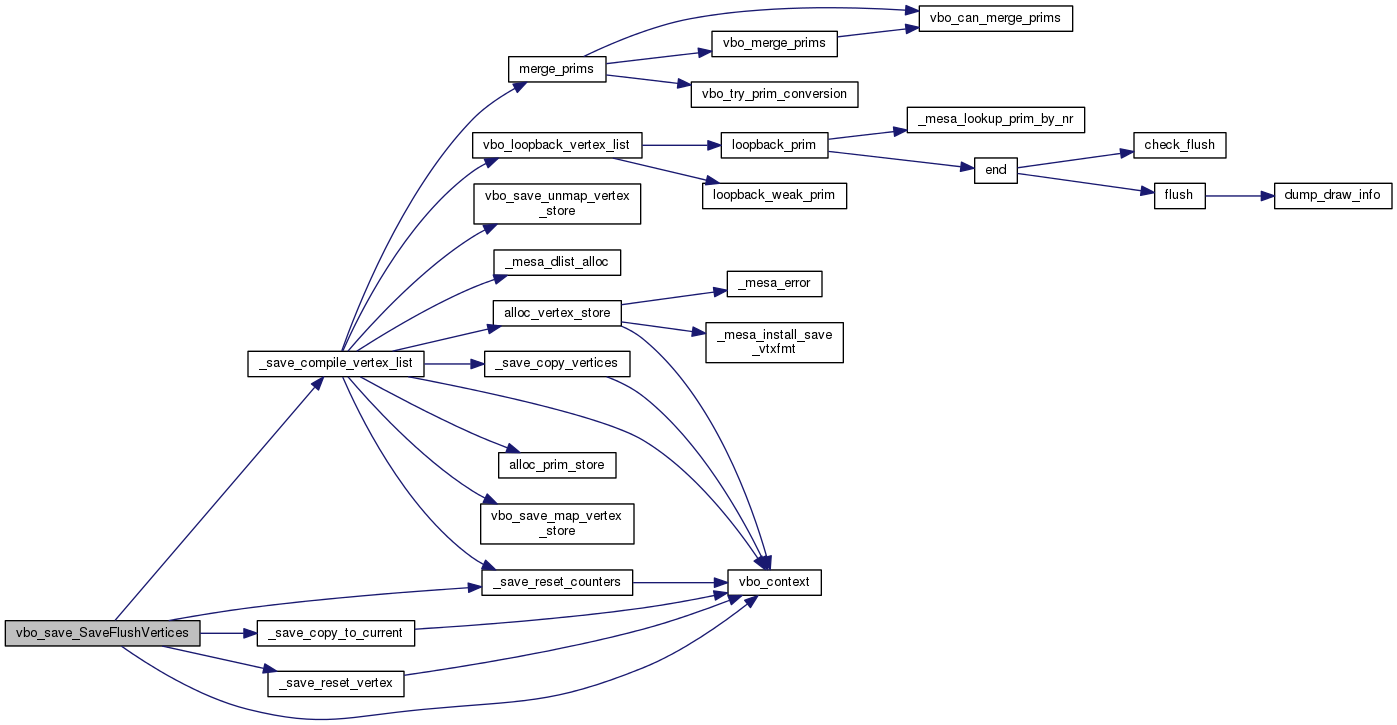 vbo_can_merge_prims
vbo_merge_prims
merge_prims
vbo_try_prim_conversion
_mesa_lookup_prim_by_nr
vbo_loopback_vertex_list
loopback_prim
check_flush
end
loopback_weak_prim
flush
dump_draw_info
vbo_save_unmap_vertex
_store
_mesa_dlist_alloc
_mesa_error
alloc_vertex_store
_mesa_install_save
_vtxfmt
_save_compile_vertex_list
_save_copy_vertices
alloc_prim_store
vbo_save_map_vertex
_store
_save_reset_counters
vbo_context
vbo_save_SaveFlushVertices
_save_copy_to_current
_save_reset_vertex